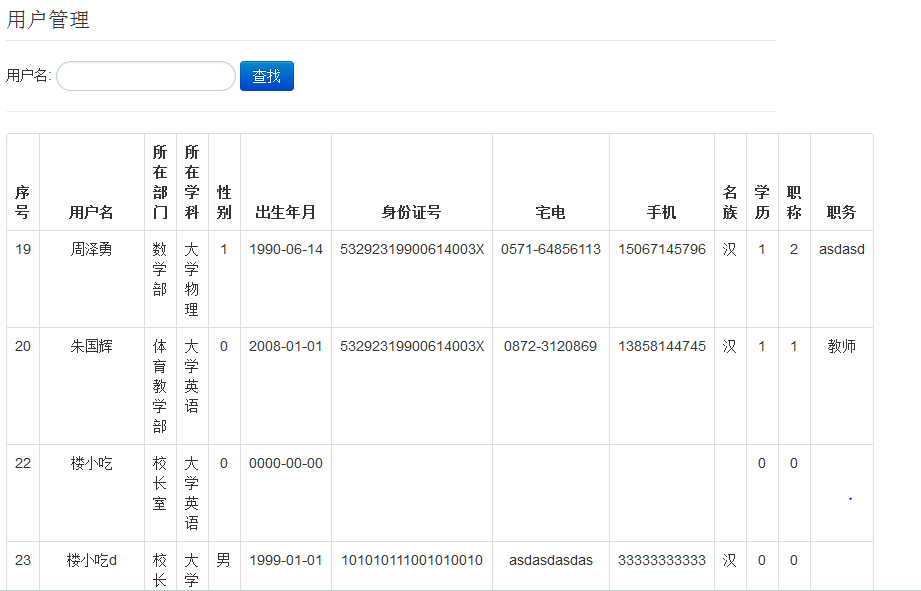 用户管理
用户名: 查找
序号 用户名 所在部门 所在学科 性别 出生年月 身份证号 宅电 手机 名族 学历 职称 职务
19 周泽勇 数学部 大学物理 1 1990-06-14 53292319900614003X 0571-64856113 15067145796 汉 1 2 asdasd
20 朱国辉 体育教学部 大学英语 0 2008-01-01 53292319900614003X 0872-3120869 13858144745 汉 1 1 教师
22 楼小吃 校长室 大学英语 0 0000-00-00 0 0
23 楼小吃d 校长 大学 男 1999-01-01 101010111001010010 asdasdasdas 33333333333 汉 0 0